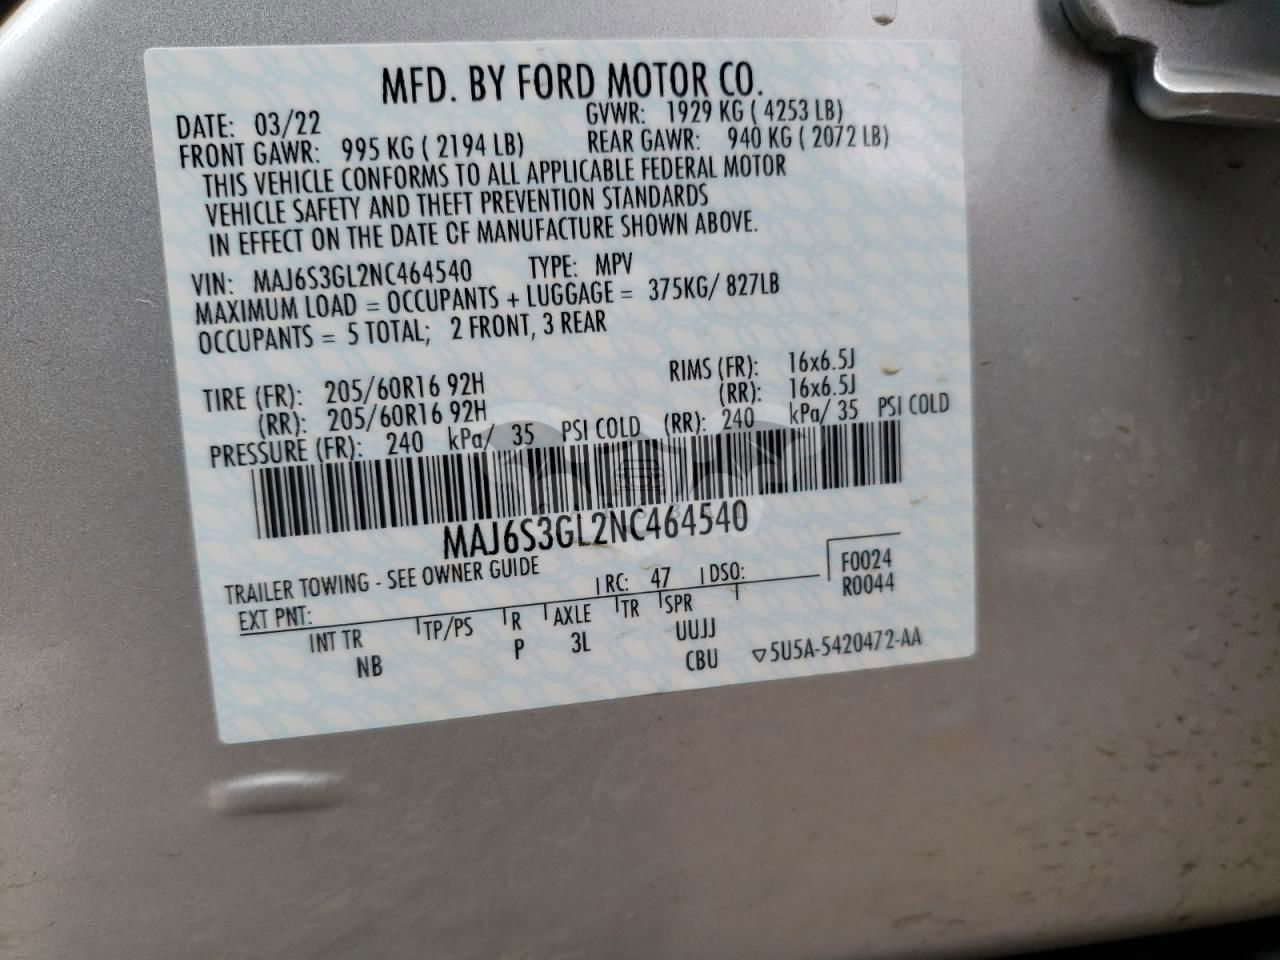 MFD. BY FORD MOTOR CO.
DATE: 03/22 GVWR: 1929 KG ( 4253 LB)
FRONT GAWR: 995 KG ( 2194 LB) REAR GAWR: 940 KG ( 2072 LB)
THIS VEHICLE CONFORMS TO ALL APPLICABLE FEDERAL MOTOR
VEHICLE SAFETY AND THEFT PREVENTION STANDARDS
IN EFFECT ON THE DATE OF MANUFACTURE SHOWN ABOVE.
VIN: MAJ6S3GL2NC464540 TYPE: MPV
MAXIMUM LOAD = OCCUPANTS + LUGGAGE = 375KG/ 827LB
OCCUPANTS = 5 TOTAL; 2 FRONT, 3 REAR
TIRE (FR): 205/60R16 92H RIMS (FR): 16x6.5J
(RR): 205/60R16 92H (RR): 16x6.5J
PRESSURE (FR): 240 kPa/ 35 PSI COLD (RR): 240 kPa/ 35 PSI COLD
MAJ6S3GL2NC464540
TRAILER TOWING - SEE OWNER GUIDE
F0024
EXT PNT: RC: 47 DSO: R0044
INT TR TP/PS R AXLE TR SPR
NB P 3L UUJJ
CBU ▽5U5A-5420472-AA